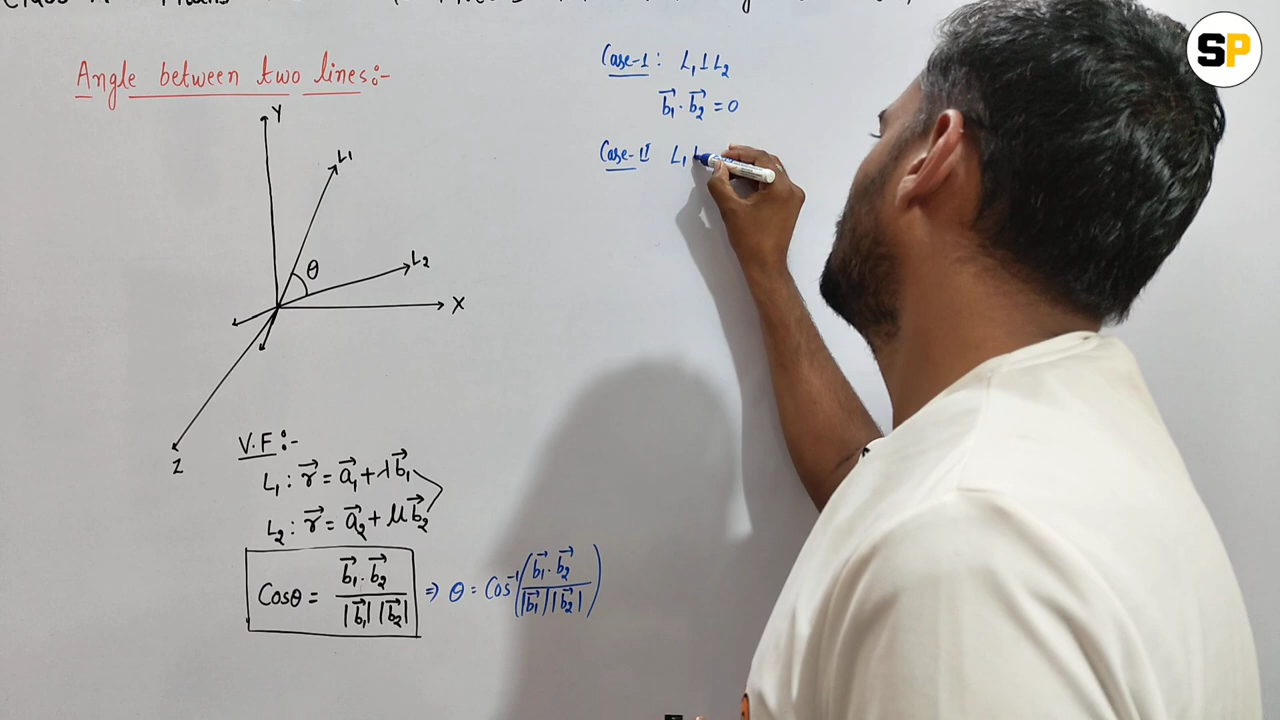 Angle between two lines:-
Y
L1
θ
L2
X
Z
V.F:-
L₁: r⃗ = a⃗₁ + λb⃗₁
L₂: r⃗ = a⃗₂ + μb⃗₂
Cosθ = b⃗₁.b⃗₂ / |b⃗₁| |b⃗₂| ⇒ θ = Cos⁻¹(b⃗₁.b⃗₂ / |b⃗₁| |b⃗₂|)
Case-I: L₁ ⊥ L₂
b⃗₁ . b⃗₂ = 0
Case-II L₁
SP